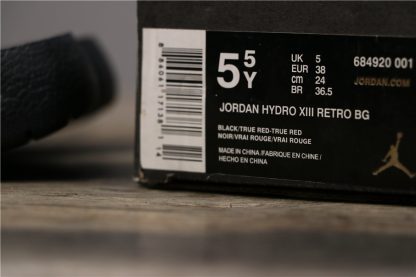 5 5 Y
UK 5
EUR 38
cm 24
BR 36.5
684920 001
JORDAN.COM
JORDAN HYDRO XIII RETRO BG
BLACK/TRUE RED-TRUE RED
NOIR/VRAI ROUGE/VRAI ROUGE
MADE IN CHINA /FABRIQUE EN CHINE /
HECHO EN CHINA